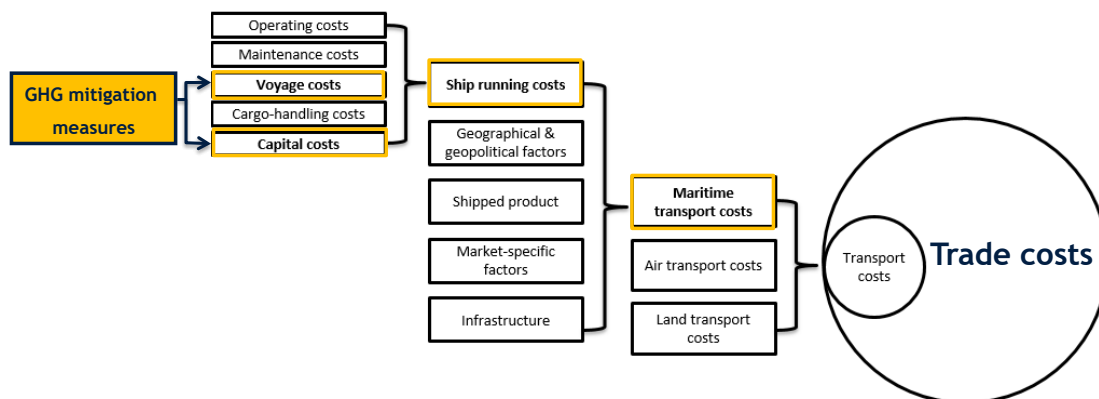 GHG mitigation
measures
Operating costs
Maintenance costs
Voyage costs
Cargo-handling costs
Capital costs
Ship running costs
Geographical &
geopolitical factors
Shipped product
Market-specific
factors
Infrastructure
Maritime
transport costs
Air transport costs
Land transport
costs
Transport
costs
Trade costs